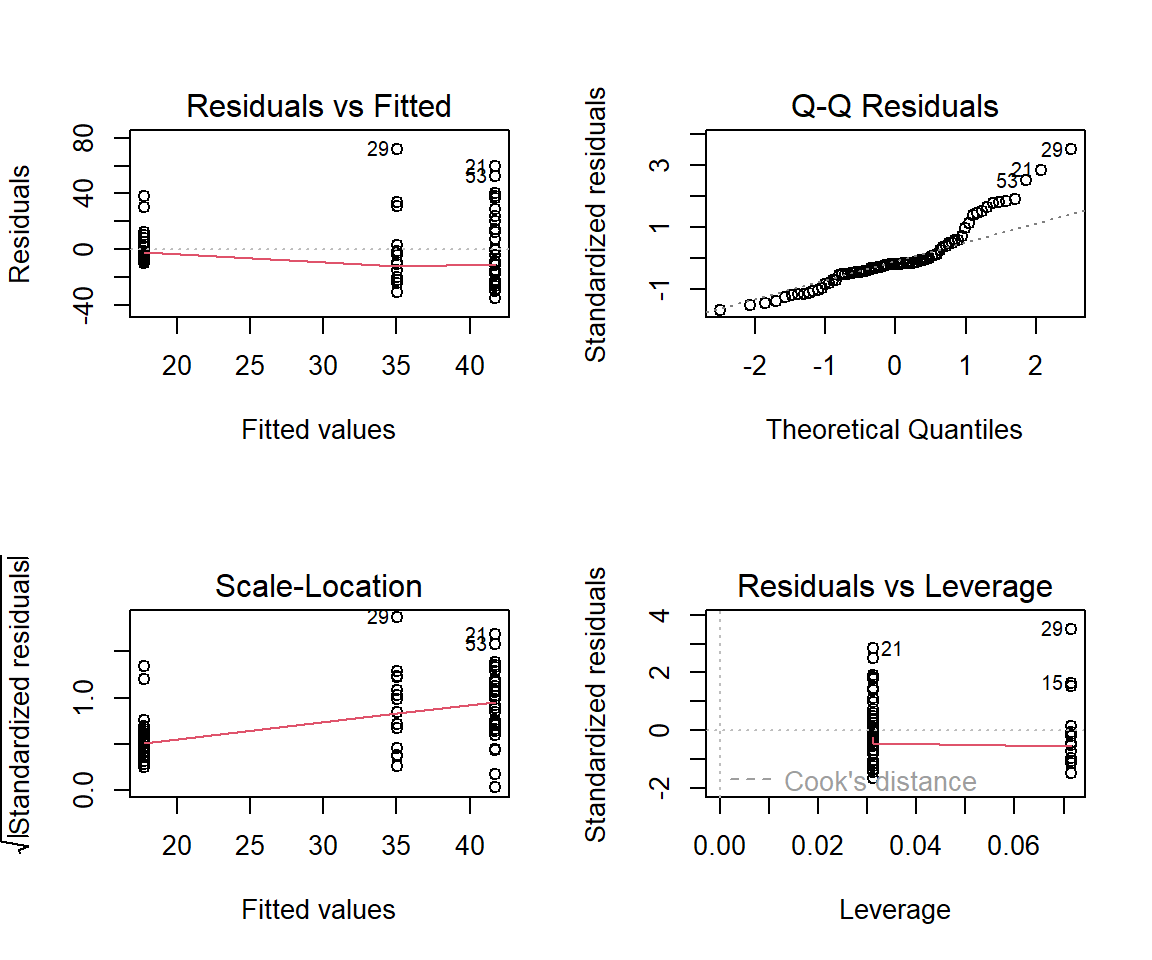 Residuals vs Fitted
Residuals
80
40
0
-40
29
21
53
20 25 30 35 40
Fitted values
Q-Q Residuals
Standardized residuals
3
1
-1
29
21
53
-2 -1 0 1 2
Theoretical Quantiles
Scale-Location
√|Standardized residuals|
1.0
0.0
29
21
53
20 25 30 35 40
Fitted values
Residuals vs Leverage
Standardized residuals
4
2
0
-2
29
21
15
Cook's distance
0.00 0.02 0.04 0.06
Leverage